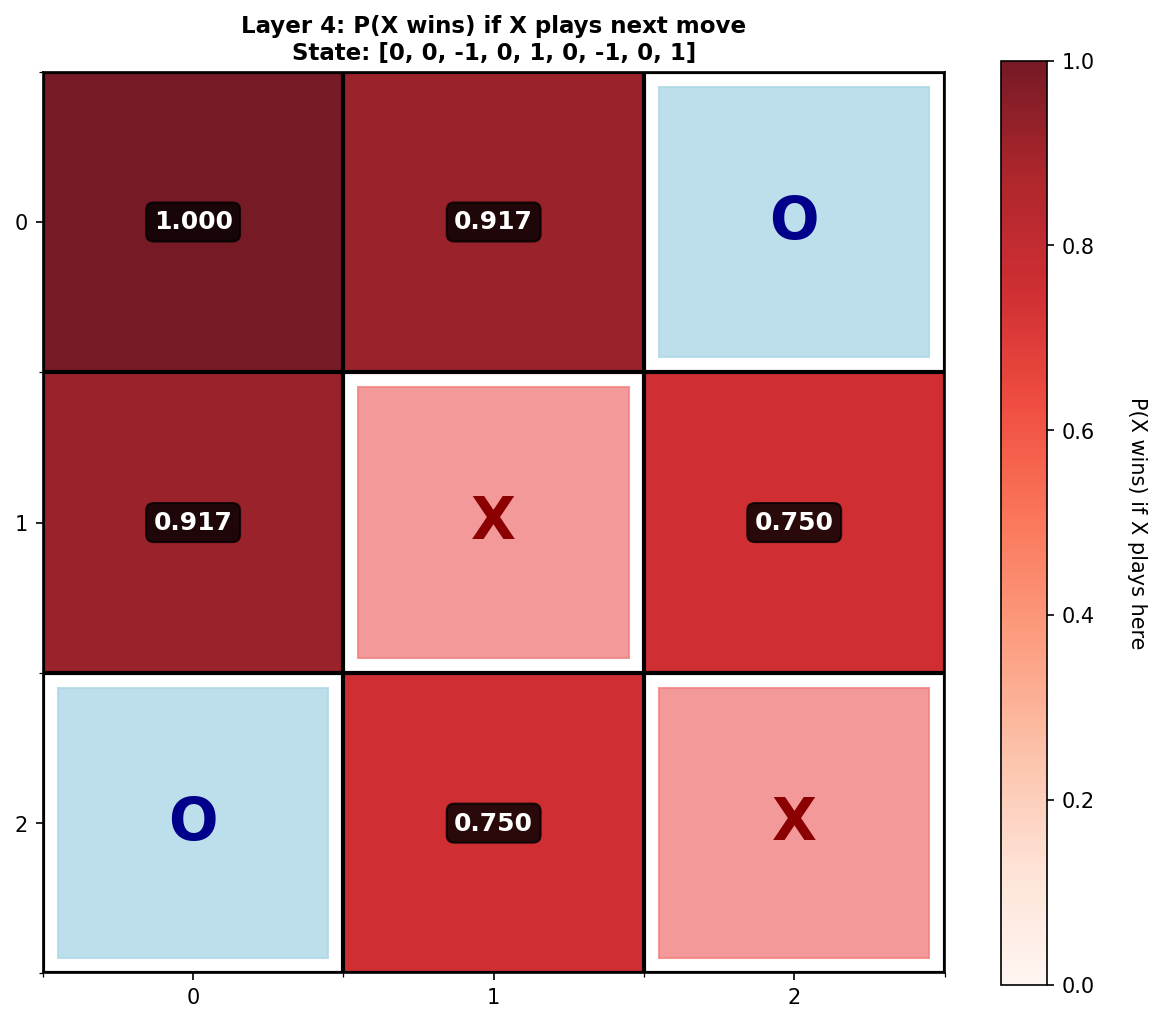 Layer 4: P(X wins) if X plays next move
State: [0, 0, -1, 0, 1, 0, -1, 0, 1]
0
1.000
0.917
O
1
0.917
X
0.750
2
O
0.750
X
0
1
2
1.0
0.8
0.6
0.4
0.2
0.0
P(X wins) if X plays here